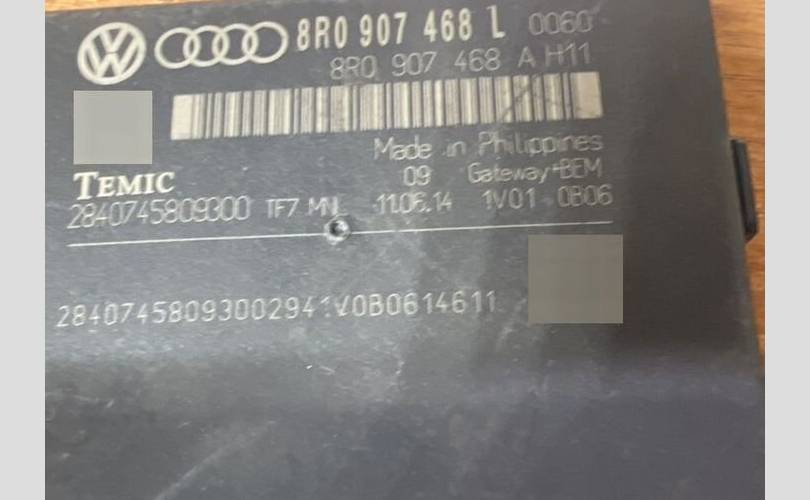 8R0 907 468 L 0060
8R0 907 468 A H11
Made in Philippines
TEMIC 09 Gateway+BEM
2840745809300 TF7 MN 11.06.14 1V01 0B06
28407458093002941V0B0614611